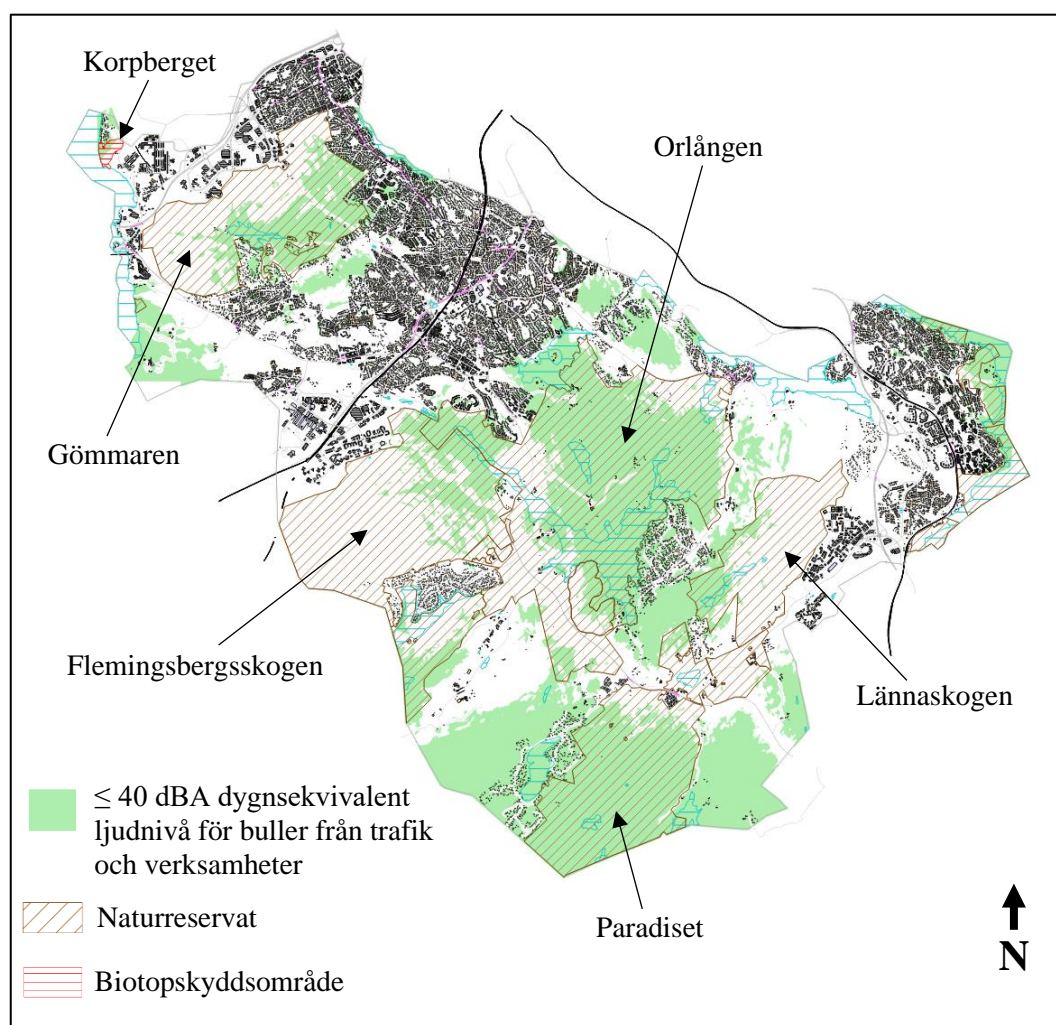 Korpberget
Orlången
Gömmaren
Flemingsbergsskogen
Lännaskogen
≤ 40 dBA dygnsekvivalent
ljudnivå för buller från trafik
och verksamheter
Naturreservat
Paradiset
Biotopskyddsområde
N